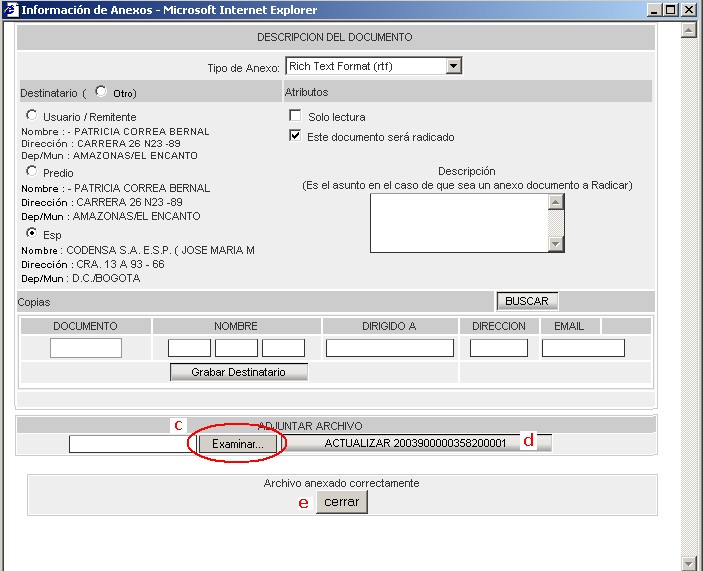 Información de Anexos - Microsoft Internet Explorer
DESCRIPCION DEL DOCUMENTO
Tipo de Anexo: Rich Text Format (rtf)
Destinatario ( Otro)
Atributos
Usuario / Remitente
Nombre : - PATRICIA CORREA BERNAL
Dirección : CARRERA 26 N23 -89
Dep/Mun : AMAZONAS/EL ENCANTO
Solo lectura
Este documento será radicado
Predio
Nombre : - PATRICIA CORREA BERNAL
Dirección : CARRERA 26 N23 -89
Dep/Mun : AMAZONAS/EL ENCANTO
Descripción
(Es el asunto en el caso de que sea un anexo documento a Radicar)
Esp
Nombre : CODENSA S.A. E.S.P. ( JOSE MARIA M
Dirección : CRA. 13 A 93 - 66
Dep/Mun : D.C./BOGOTA
Copias
BUSCAR
DOCUMENTO NOMBRE DIRIGIDO A DIRECCION EMAIL
Grabar Destinatario
c ADJUNTAR ARCHIVO
Examinar... ACTUALIZAR 2003900000358200001 d
Archivo anexado correctamente
e cerrar